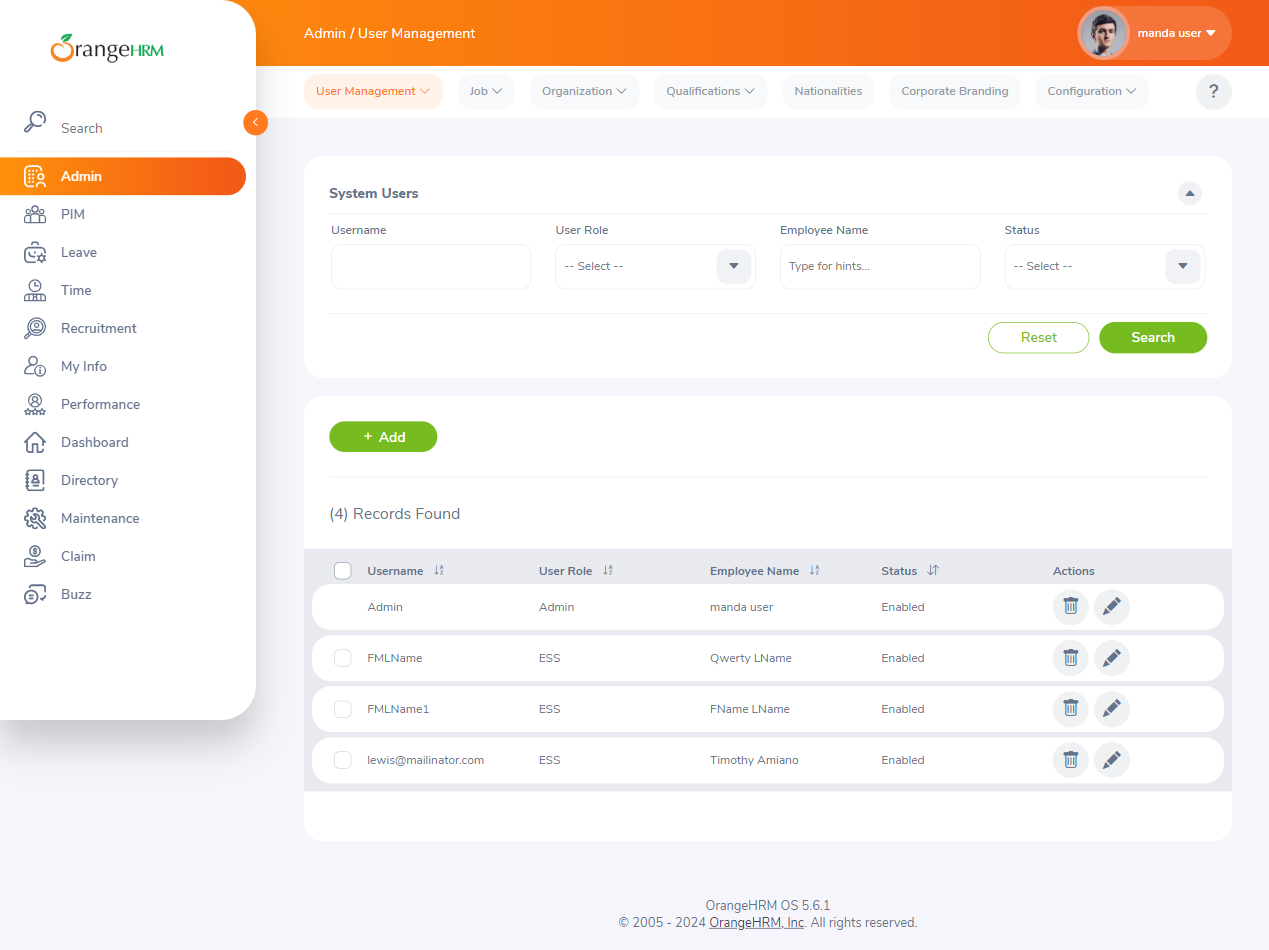 OrangeHRM
Search
Admin
PIM
Leave
Time
Recruitment
My Info
Performance
Dashboard
Directory
Maintenance
Claim
Buzz
Admin / User Management
manda user
User Management
Job
Organization
Qualifications
Nationalities
Corporate Branding
Configuration
?
System Users
Username
User Role
Employee Name
Status
-- Select --
Type for hints...
-- Select --
Reset
Search
+ Add
(4) Records Found
Username User Role Employee Name Status Actions
Admin Admin manda user Enabled
FMLName ESS Qwerty LName Enabled
FMLName1 ESS FName LName Enabled
lewis@mailinator.com ESS Timothy Amiano Enabled
OrangeHRM OS 5.6.1
© 2005 - 2024 OrangeHRM, Inc. All rights reserved.